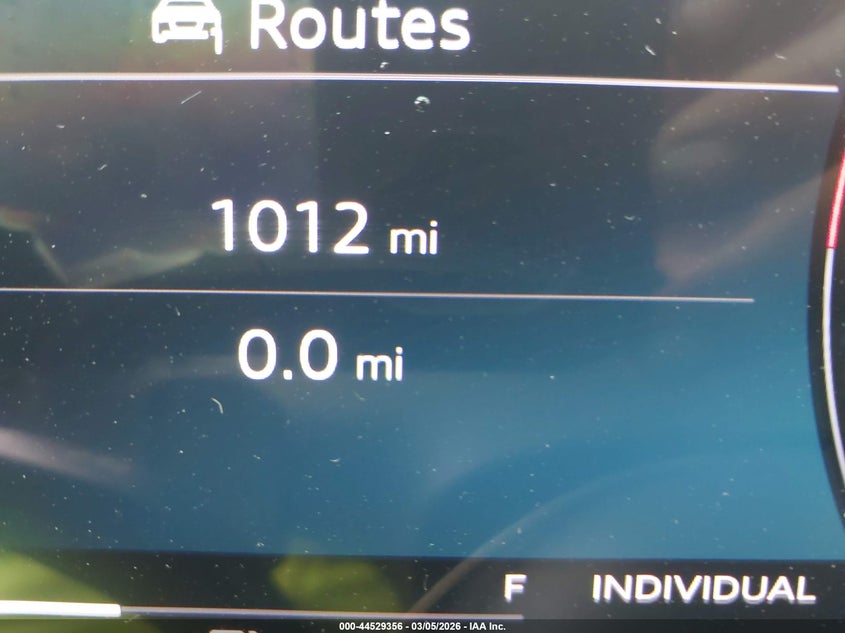 Routes
1012 mi
0.0 mi
F INDIVIDUAL
000-44529356 - 03/05/2026 - IAA Inc.